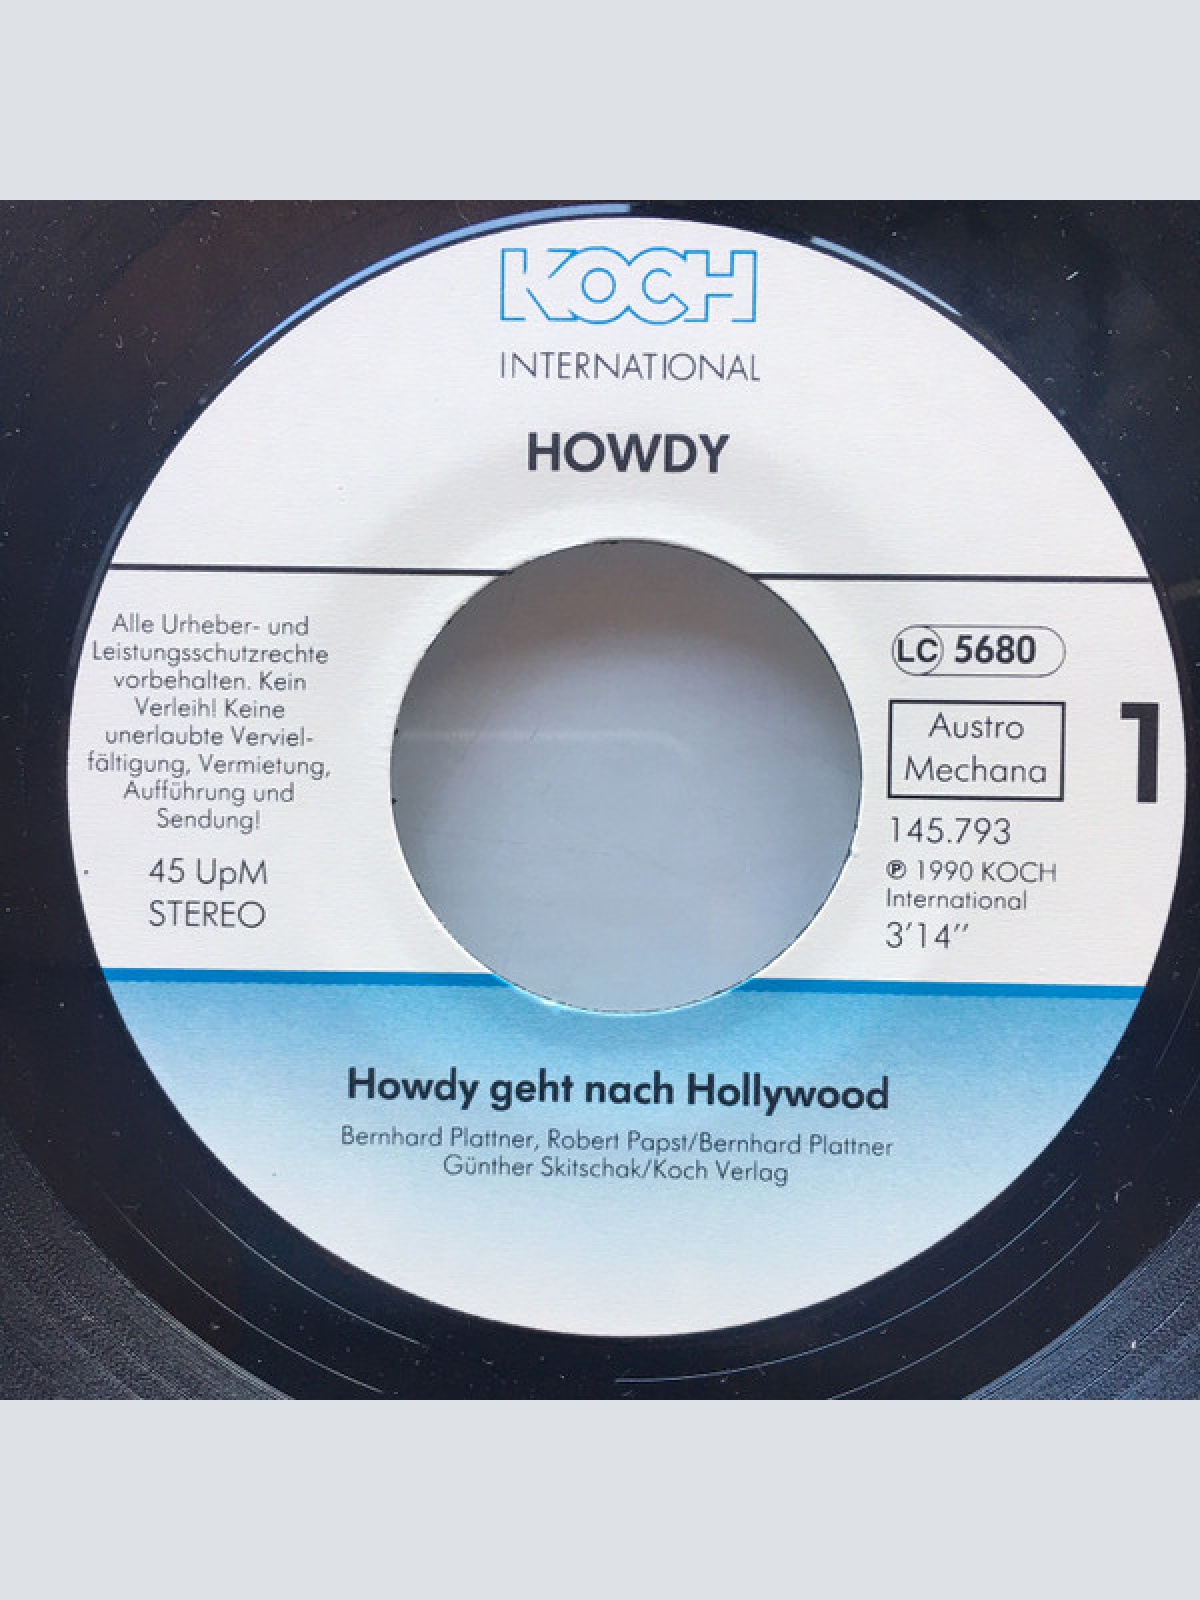 KOCH
INTERNATIONAL
HOWDY
Alle Urheber- und
Leistungsschutzrechte
vorbehalten. Kein
Verleih! Keine
unerlaubte Verviel-
fältigung, Vermietung,
Aufführung und
Sendung!
45 UpM
STEREO
LC 5680
Austro
Mechana
1
145.793
℗ 1990 KOCH
International
3'14''
Howdy geht nach Hollywood
Bernhard Plattner, Robert Papst/Bernhard Plattner
Günther Skitschak/Koch Verlag